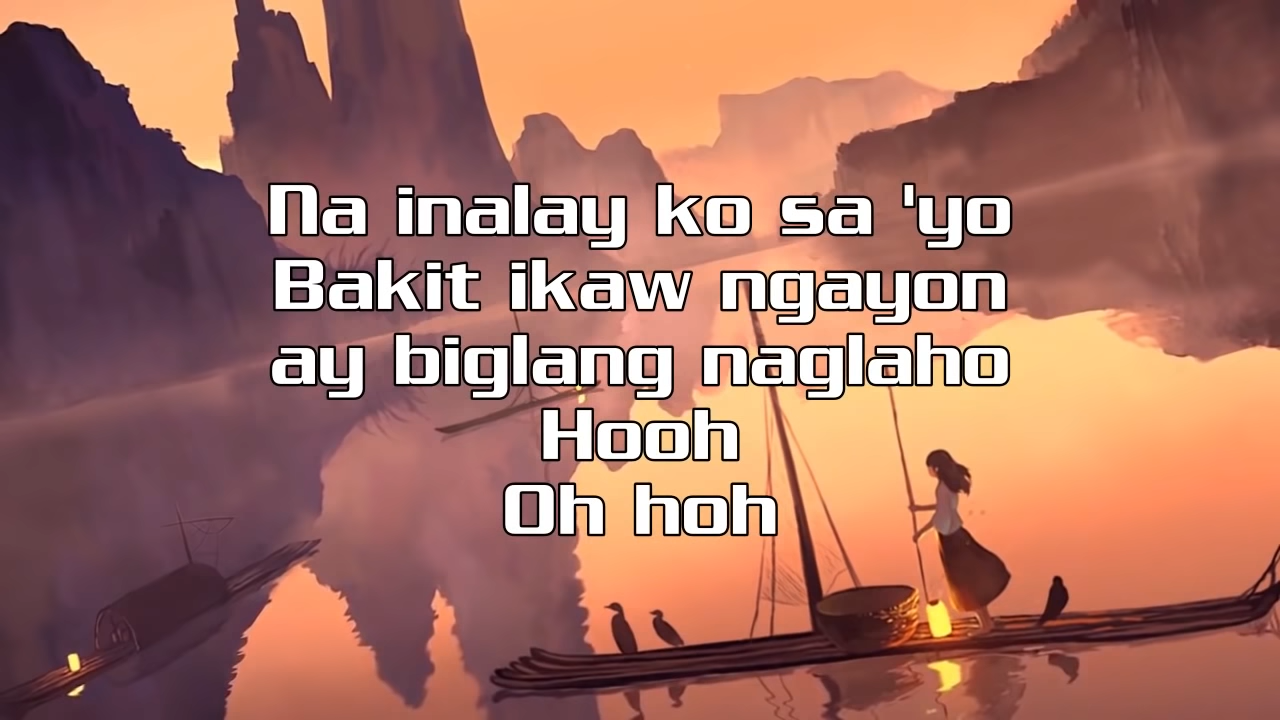 Na inalay ko sa 'yo
Bakit ikaw ngayon
ay biglang naglaho
Hooh
Oh hoh